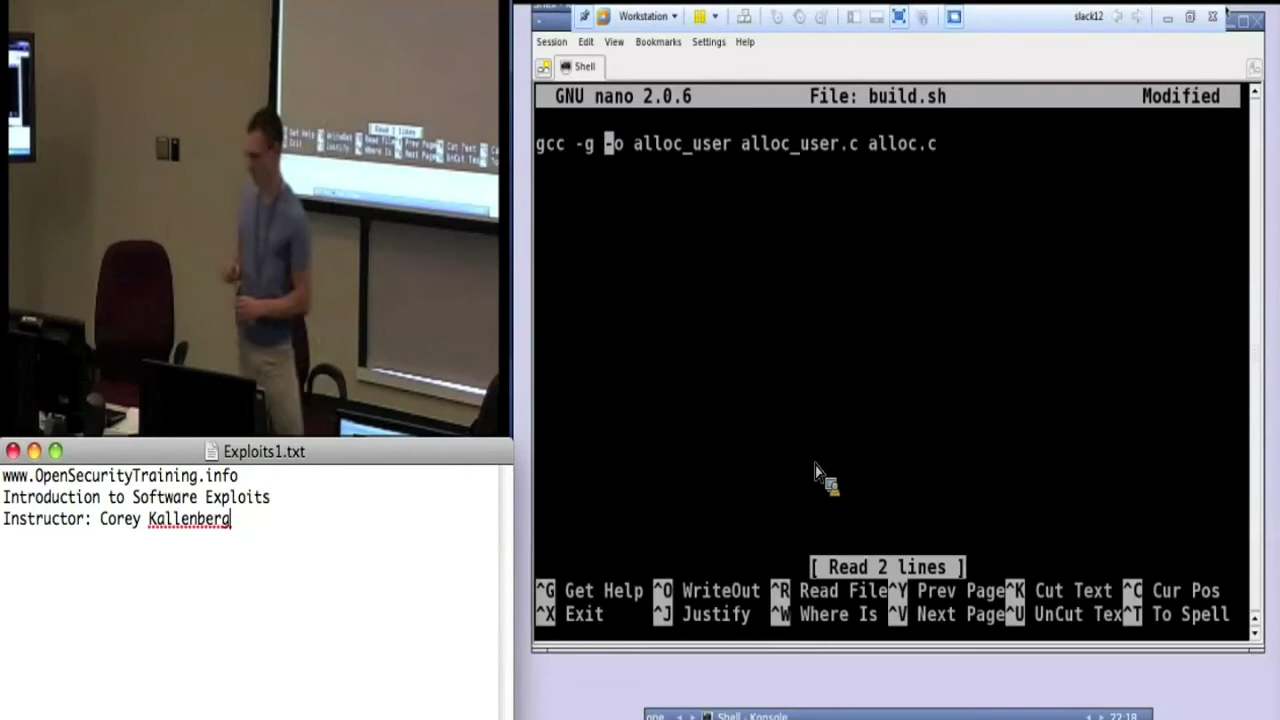 Workstation
slack12
Session Edit View Bookmarks Settings Help
Shell
GNU nano 2.0.6 File: build.sh Modified
gcc -g -o alloc_user alloc_user.c alloc.c
[ Read 2 lines ]
^G Get Help ^O WriteOut ^R Read File ^Y Prev Page ^K Cut Text ^C Cur Pos
^X Exit ^J Justify ^W Where Is ^V Next Page ^U UnCut Tex ^T To Spell
Shell - Konsole
22:18
Exploits1.txt
www.OpenSecurityTraining.info
Introduction to Software Exploits
Instructor: Corey Kallenberg